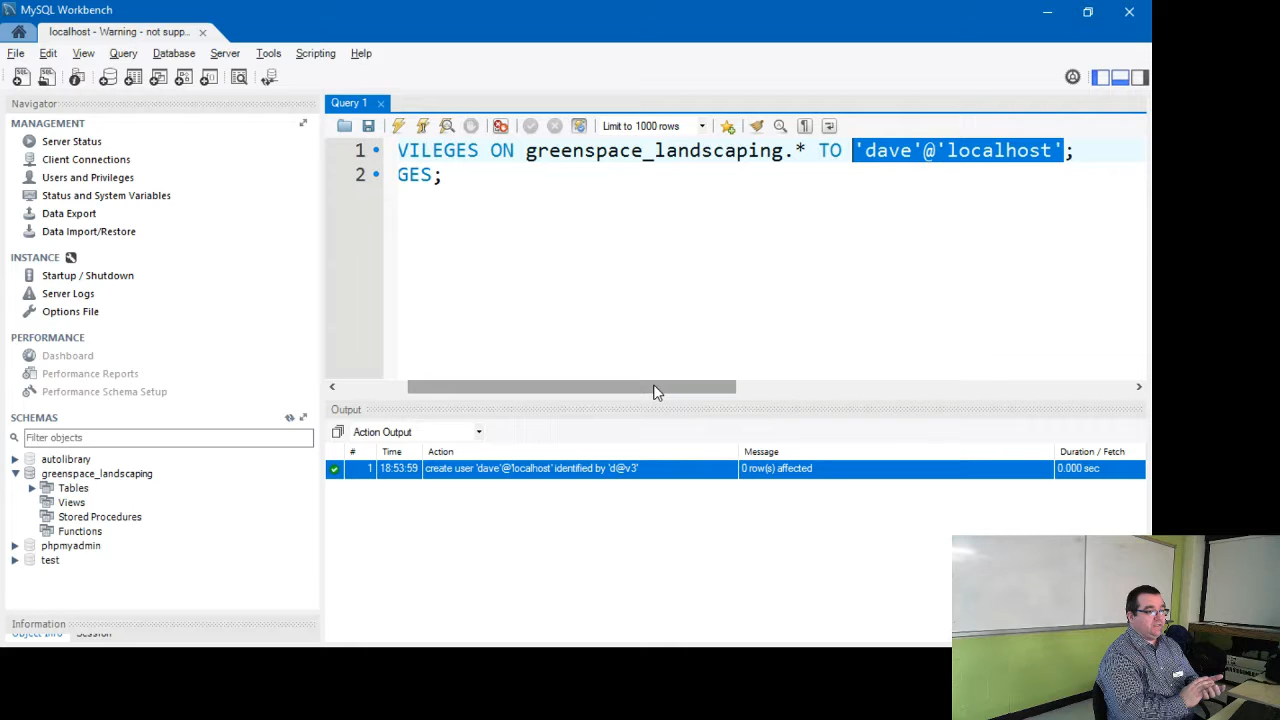 MySQL Workbench
localhost - Warning - not supp..
File Edit View Query Database Server Tools Scripting Help
Navigator
MANAGEMENT
Server Status
Client Connections
Users and Privileges
Status and System Variables
Data Export
Data Import/Restore
INSTANCE
Startup / Shutdown
Server Logs
Options File
PERFORMANCE
Dashboard
Performance Reports
Performance Schema Setup
SCHEMAS
Filter objects
autolibrary
greenspace_landscaping
Tables
Views
Stored Procedures
Functions
phpmyadmin
test
Information
Object Info Session
Query 1
Limit to 1000 rows
1 VILEGES ON greenspace_landscaping.* TO 'dave'@'localhost';
2 GES;
Output
Action Output
# Time Action Message Duration / Fetch
1 18:53:59 create user 'dave'@'localhost' identified by 'd@v3' 0 row(s) affected 0.000 sec